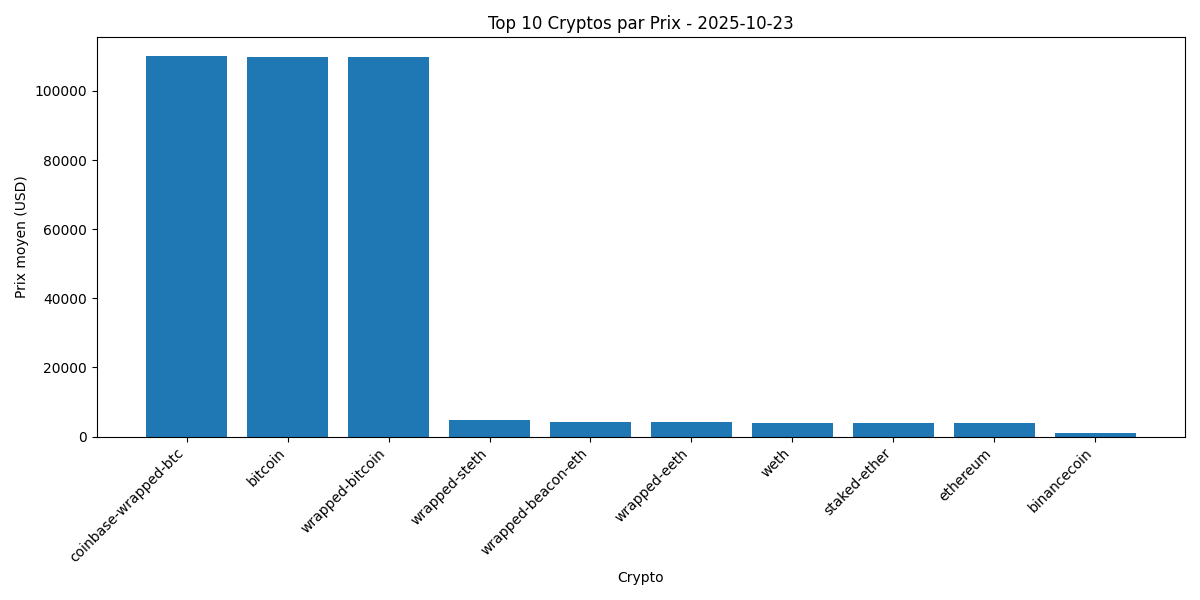 Top 10 Cryptos par Prix - 2025-10-23
Prix moyen (USD)
100000
80000
60000
40000
20000
0
coinbase-wrapped-btc
bitcoin
wrapped-bitcoin
wrapped-steth
wrapped-beacon-eth
wrapped-eeth
weth
staked-ether
ethereum
binancecoin
Crypto